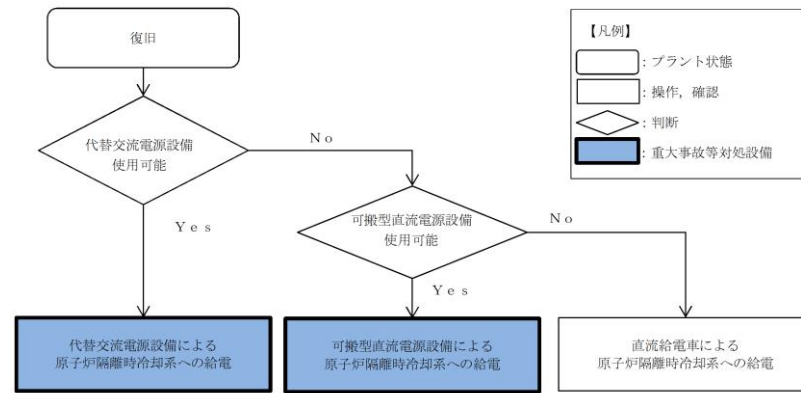 復旧
【凡例】
：プラント状態
：操作，確認
：判断
：重大事故等対処設備
代替交流電源設備
使用可能
Ｎｏ
Ｙｅｓ
可搬型直流電源設備
使用可能
Ｎｏ
Ｙｅｓ
代替交流電源設備による
原子炉隔離時冷却系への給電
可搬型直流電源設備による
原子炉隔離時冷却系への給電
直流給電車による
原子炉隔離時冷却系への給電